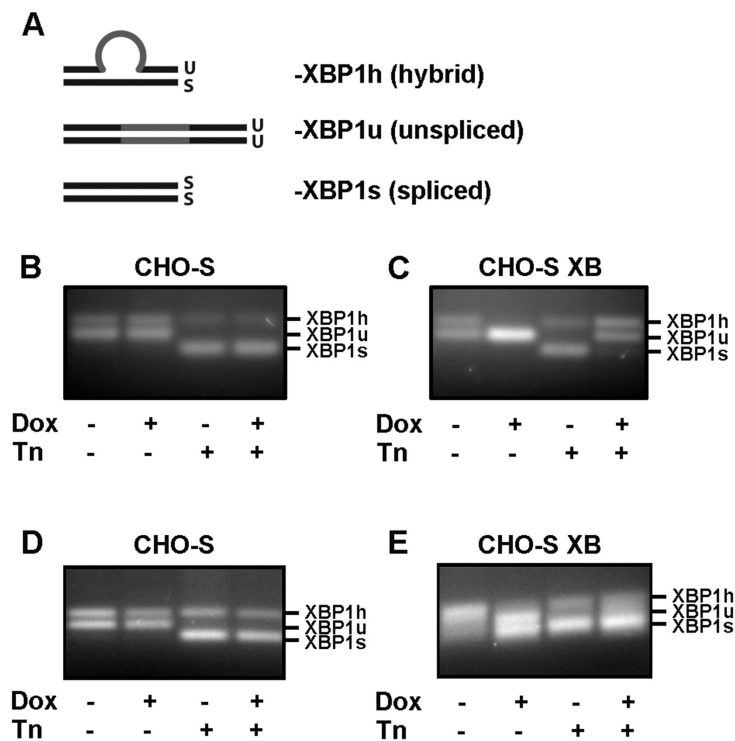 A
U
S
-XBP1h (hybrid)
U
U
-XBP1u (unspliced)
S
S
-XBP1s (spliced)
B
CHO-S
XBP1h
XBP1u
XBP1s
Dox - + - +
Tn - - + +
C
CHO-S XB
XBP1h
XBP1u
XBP1s
Dox - + - +
Tn - - + +
D
CHO-S
XBP1h
XBP1u
XBP1s
Dox - + - +
Tn - - + +
E
CHO-S XB
XBP1h
XBP1u
XBP1s
Dox - + - +
Tn - - + +